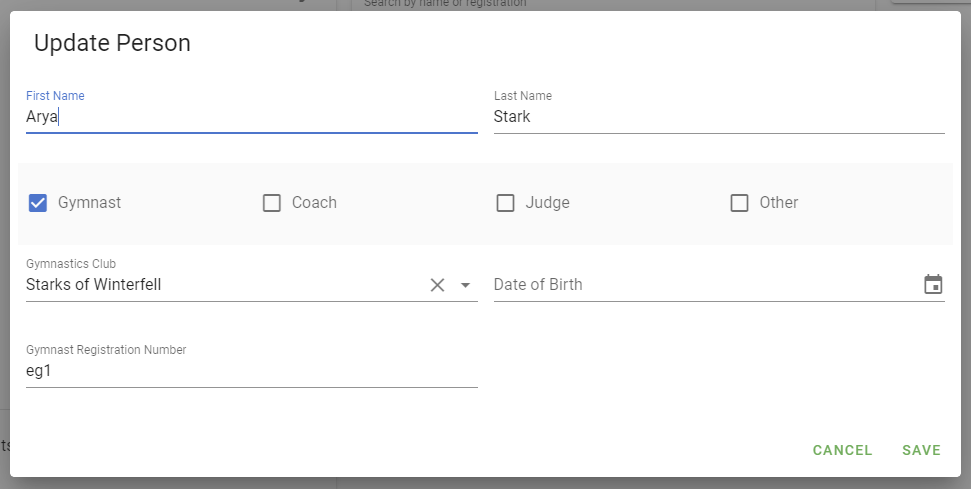 Search by name or registration
Update Person
First Name
Last Name
Arya
Stark
Gymnast
Coach
Judge
Other
Gymnastics Club
Starks of Winterfell
Date of Birth
Gymnast Registration Number
eg1
ts
CANCEL
SAVE